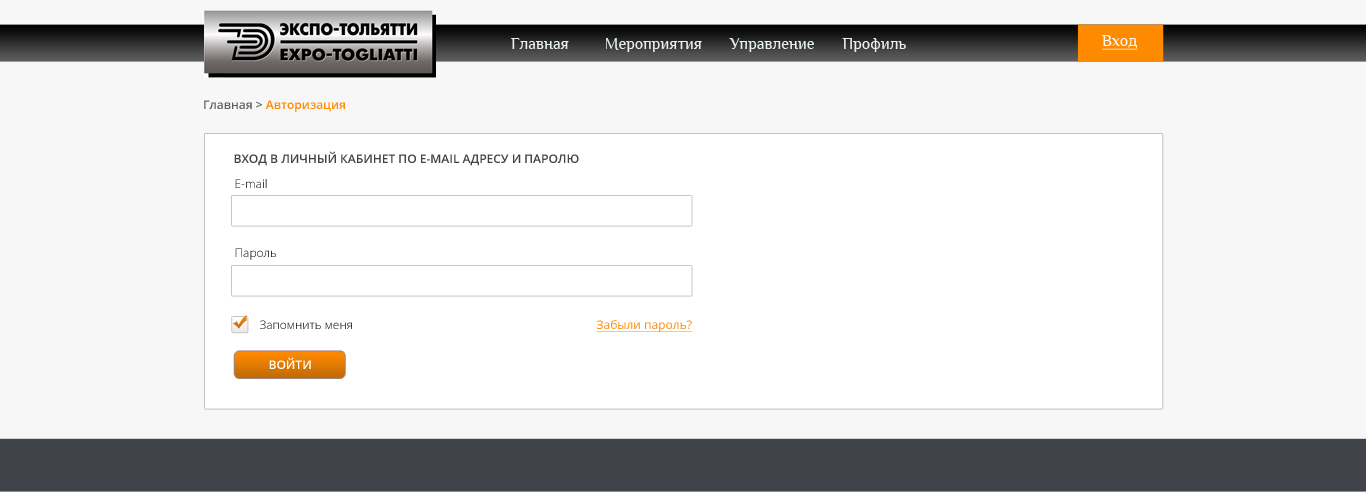 ЭКСПО-ТОЛЬЯТТИ
EXPO-TOGLIATTI
Главная Мероприятия Управление Профиль Вход
Главная > Авторизация
ВХОД В ЛИЧНЫЙ КАБИНЕТ ПО E-MAIL АДРЕСУ И ПАРОЛЮ
E-mail
Пароль
Запомнить меня Забыли пароль?
ВОЙТИ